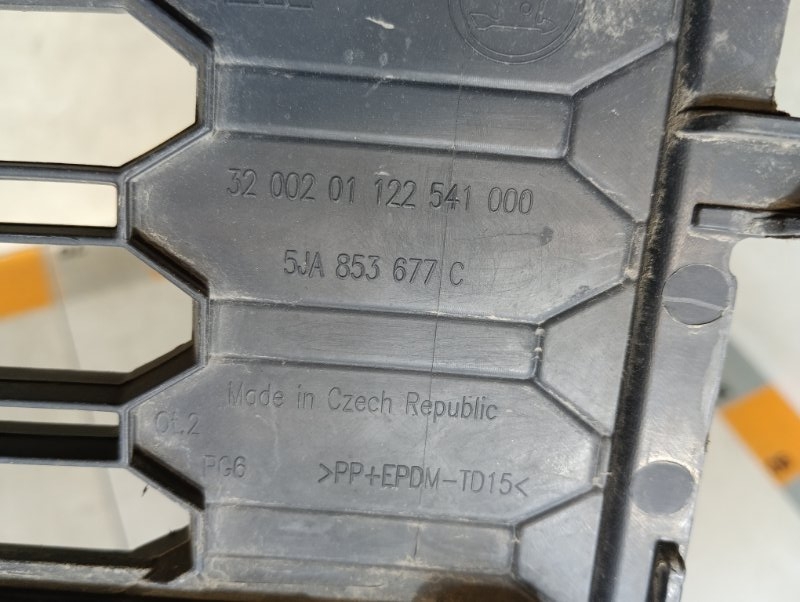 32 002 01 122 541 000
5JA 853 677 C
Made in Czech Republic
Ot.2
PG6
>PP+EPDM-TD15<